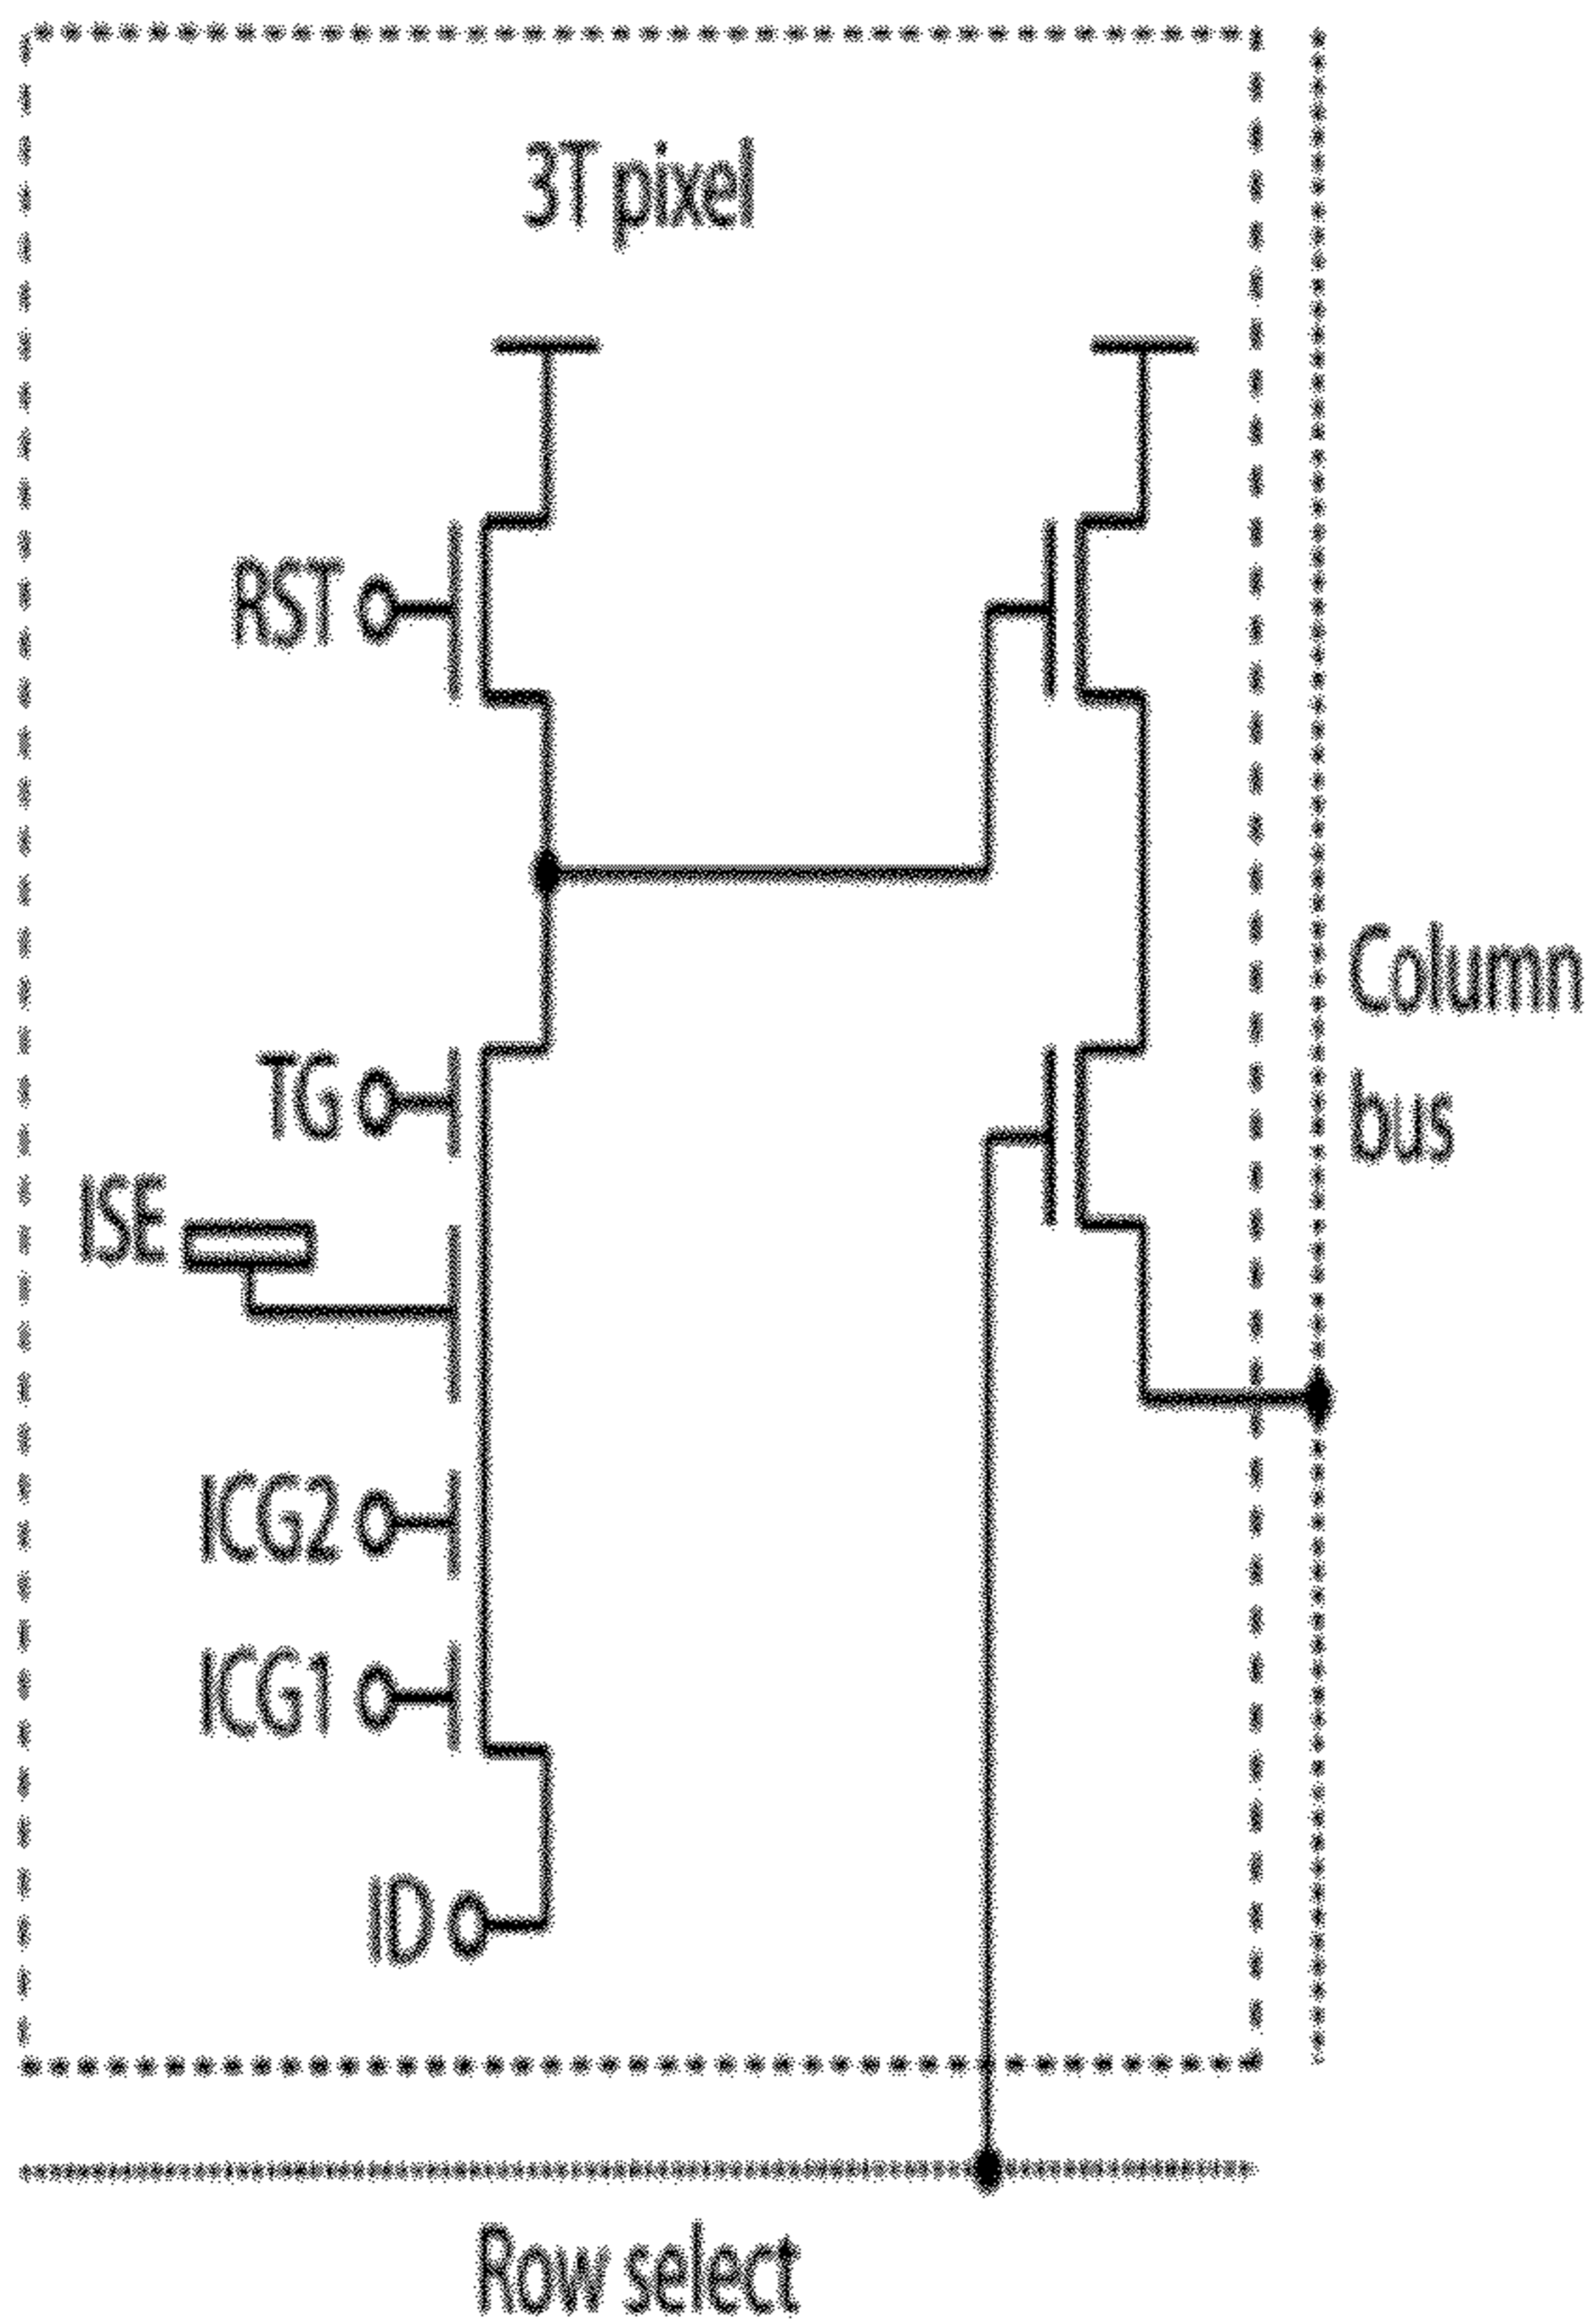 3T pixel
RST
Column
bus
TG
ISE
ICG2
ICG1
ID
Row select